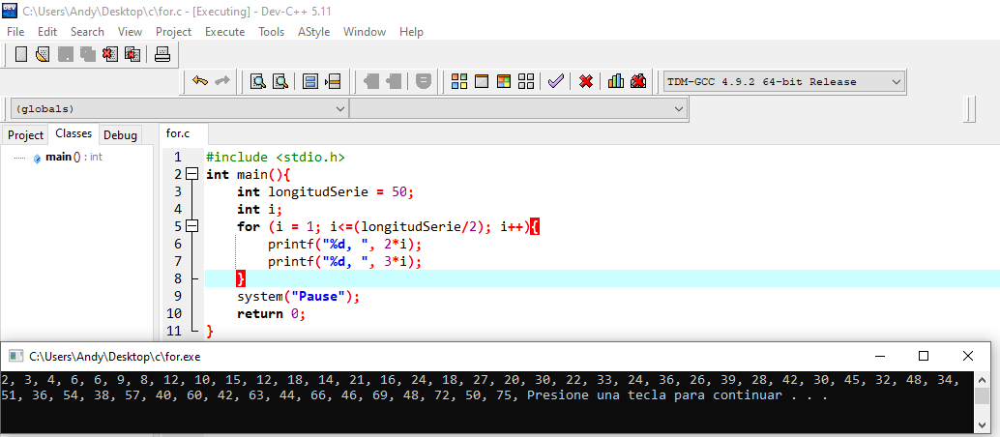 C:\Users\Andy\Desktop\c\for.c - [Executing] - Dev-C++ 5.11
File Edit Search View Project Execute Tools AStyle Window Help
TDM-GCC 4.9.2 64-bit Release
(globals)
Project Classes Debug
for.c
main () : int
1 #include <stdio.h>
2 int main(){
3 int longitudSerie = 50;
4 int i;
5 for (i = 1; i<=(longitudSerie/2); i++){
6 printf("%d, ", 2*i);
7 printf("%d, ", 3*i);
8 }
9 system("Pause");
10 return 0;
11 }
C:\Users\Andy\Desktop\c\for.exe
2, 3, 4, 6, 6, 9, 8, 12, 10, 15, 12, 18, 14, 21, 16, 24, 18, 27, 20, 30, 22, 33, 24, 36, 26, 39, 28, 42, 30, 45, 32, 48, 34,
51, 36, 54, 38, 57, 40, 60, 42, 63, 44, 66, 46, 69, 48, 72, 50, 75, Presione una tecla para continuar . . .